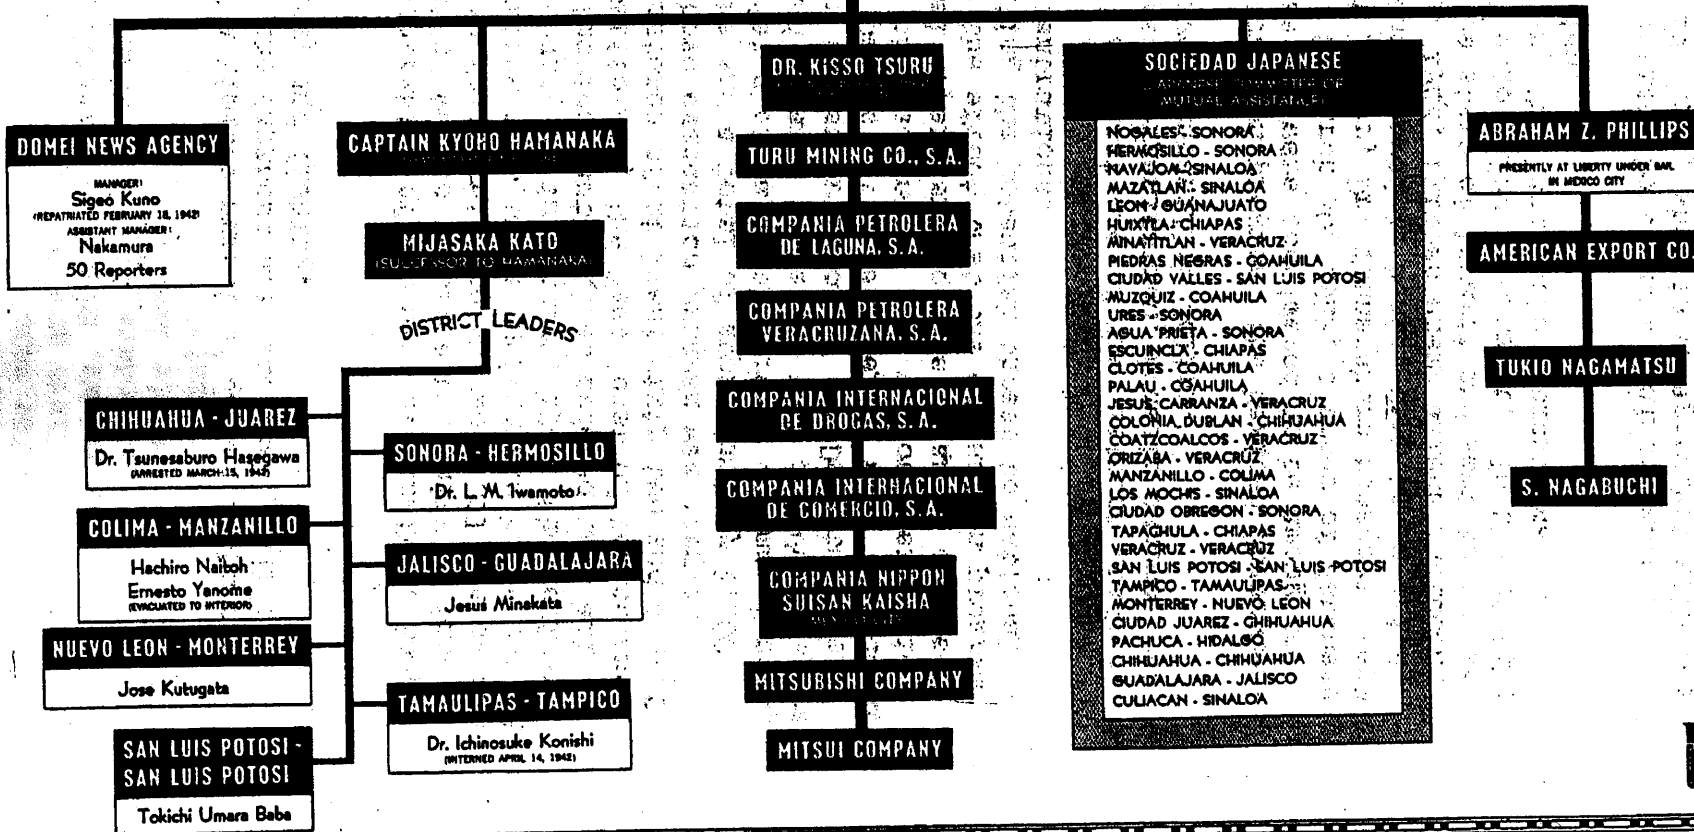 DOMEI NEWS AGENCY
MANAGER:
Sigeo Kuno
(REPATRIATED FEBRUARY 18, 1942)
ASSISTANT MANAGER:
Nakamura
50 Reporters
CAPTAIN KYOHO HAMANAKA
MIJASAKA KATO
(SUCCESSOR TO HAMANAKA)
DISTRICT LEADERS
CHIHUAHUA - JUAREZ
Dr. Tsunesaburo Hasegawa
(ARRESTED MARCH 15, 1942)
COLIMA - MANZANILLO
Hachiro Naitoh
Ernesto Yanome
(EVACUATED TO INTERIOR)
NUEVO LEON - MONTERREY
Jose Kutugata
SAN LUIS POTOSI -
SAN LUIS POTOSI
Tokichi Umara Baba
SONORA - HERMOSILLO
Dr. L. M. Iwamoto
JALISCO - GUADALAJARA
Jesus Minakata
TAMAULIPAS - TAMPICO
Dr. Ichinosuke Konishi
(INTERNED APRIL 14, 1942)
DR. KISSO TSURU
TURU MINING CO., S.A.
COMPANIA PETROLERA
DE LAGUNA, S.A.
COMPANIA PETROLERA
VERACRUZANA, S.A.
COMPANIA INTERNACIONAL
DE DROGAS, S.A.
COMPANIA INTERNACIONAL
DE COMERCIO, S.A.
COMPANIA NIPPON
SUISAN KAISHA
MITSUBISHI COMPANY
MITSUI COMPANY
SOCIEDAD JAPANESE
(JAPANESE COMMITTEE OF
MUTUAL ASSISTANCE)
NOGALES - SONORA
HERMOSILLO - SONORA
NAVAJOA - SINALOA
MAZATLAN - SINALOA
LEON - GUANAJUATO
HUIXTLA - CHIAPAS
MINATITLAN - VERACRUZ
PIEDRAS NEGRAS - COAHUILA
CIUDAD VALLES - SAN LUIS POTOSI
MUZQUIZ - COAHUILA
URES - SONORA
AGUA PRIETA - SONORA
ESCUINCLA - CHIAPAS
CLOTES - COAHUILA
PALAU - COAHUILA
JESUS CARRANZA - VERACRUZ
COLONIA DUBLAN - CHIHUAHUA
COATZCOALCOS - VERACRUZ
ORIZABA - VERACRUZ
MANZANILLO - COLIMA
LOS MOCHIS - SINALOA
CIUDAD OBREGON - SONORA
TAPACHULA - CHIAPAS
VERACRUZ - VERACRUZ
SAN LUIS POTOSI - SAN LUIS POTOSI
TAMPICO - TAMAULIPAS
MONTERREY - NUEVO LEON
CIUDAD JUAREZ - CHIHUAHUA
PACHUCA - HIDALGO
CHIHUAHUA - CHIHUAHUA
GUADALAJARA - JALISCO
CULIACAN - SINALOA
ABRAHAM Z. PHILLIPS
PRESENTLY AT LIBERTY UNDER BAIL
IN MEXICO CITY
AMERICAN EXPORT CO.
TUKIO NAGAMATSU
S. NAGABUCHI